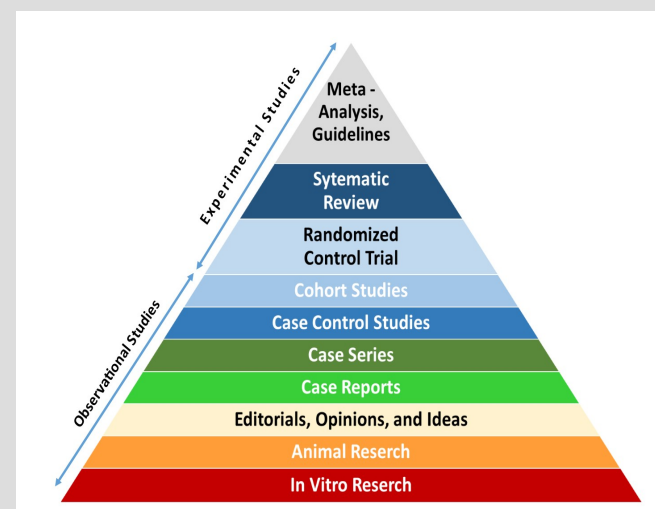 Experimental Studies
Observational Studies
Meta -
Analysis,
Guidelines
Sytematic
Review
Randomized
Control Trial
Cohort Studies
Case Control Studies
Case Series
Case Reports
Editorials, Opinions, and Ideas
Animal Reserch
In Vitro Reserch